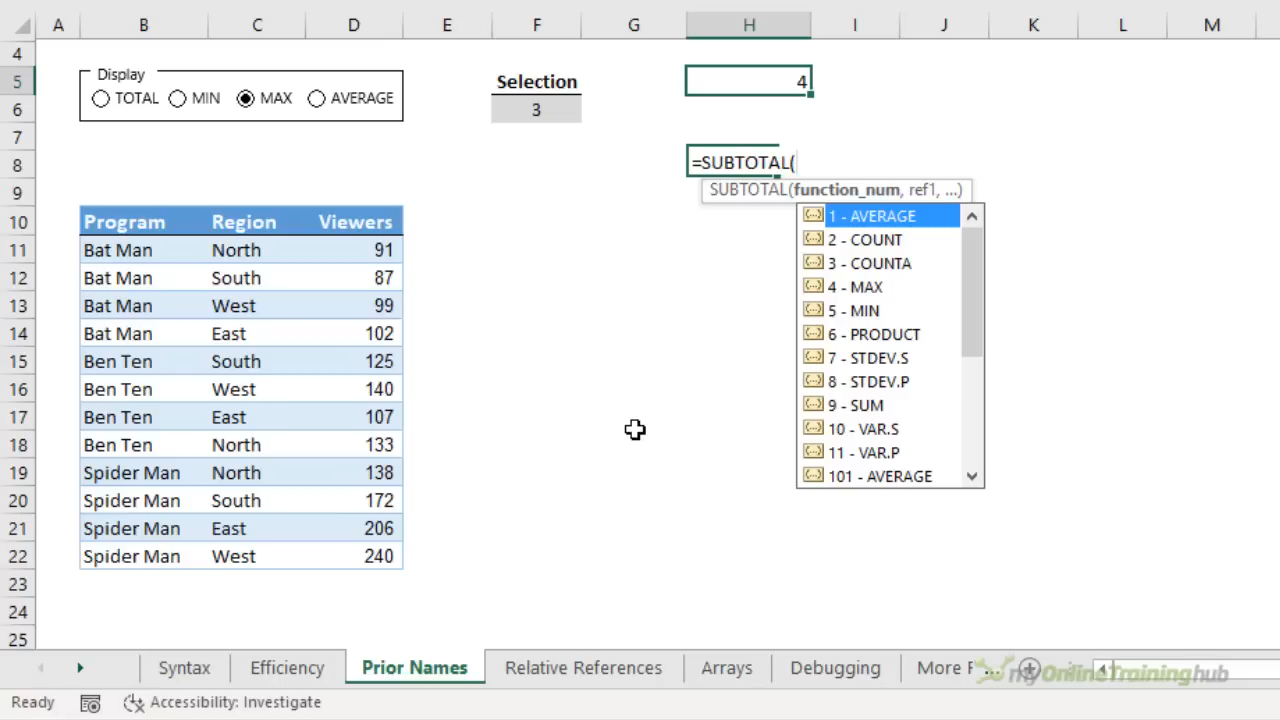 A B C D E F G H I J K L M
4
Display
5 Selection 4
TOTAL MIN MAX AVERAGE
6 3
7
8 =SUBTOTAL(
9 SUBTOTAL(function_num, ref1, ...)
10 Program Region Viewers 1 - AVERAGE
2 - COUNT
11 Bat Man North 91
3 - COUNTA
12 Bat Man South 87
4 - MAX
13 Bat Man West 99
5 - MIN
14 Bat Man East 102 6 - PRODUCT
15 Ben Ten South 125 7 - STDEV.S
16 Ben Ten West 140 8 - STDEV.P
17 Ben Ten East 107 9 - SUM
18 Ben Ten North 133 10 - VAR.S
11 - VAR.P
19 Spider Man North 138 101 - AVERAGE
20 Spider Man South 172
21 Spider Man East 206
22 Spider Man West 240
23
24
25
Syntax Efficiency Prior Names Relative References Arrays Debugging More F ...
myOnlineTraininghub
Ready Accessibility: Investigate